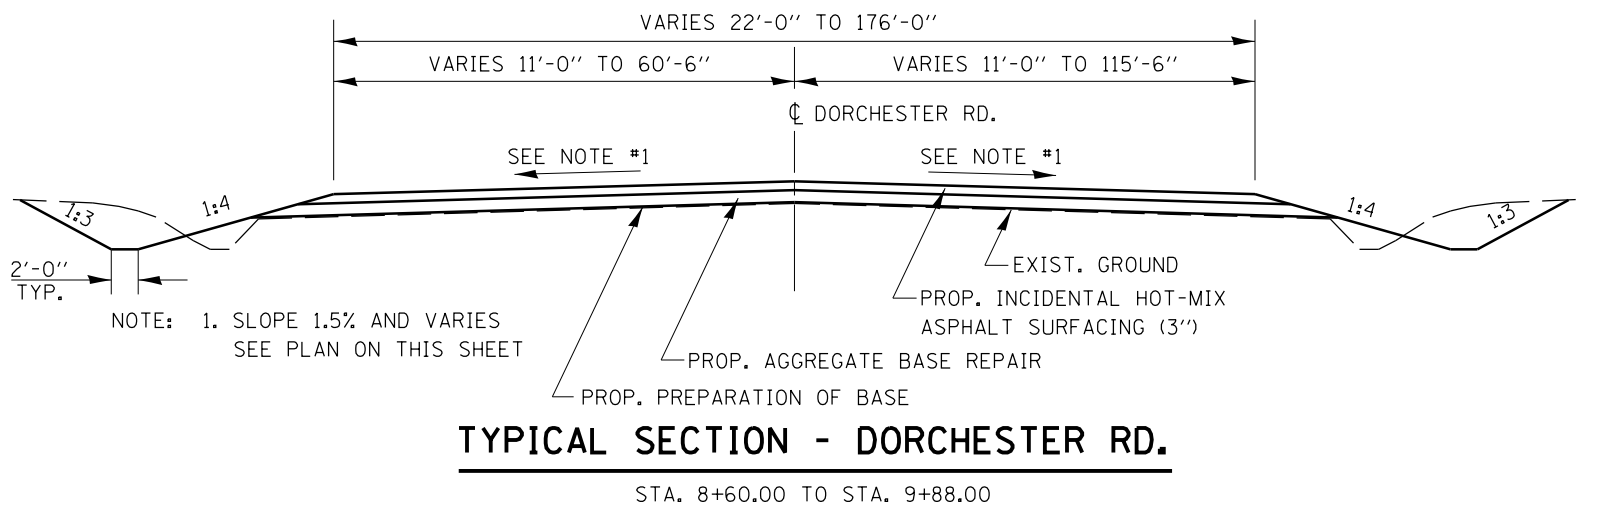 VARIES 22'-0" TO 176'-0"
VARIES 11'-0" TO 60'-6"
VARIES 11'-0" TO 115'-6"
℄ DORCHESTER RD.
SEE NOTE #1
SEE NOTE #1
1:3
1:4
1:4
1:3
2'-0"
TYP.
EXIST. GROUND
PROP. INCIDENTAL HOT-MIX
ASPHALT SURFACING (3")
NOTE: 1. SLOPE 1.5% AND VARIES
SEE PLAN ON THIS SHEET
PROP. AGGREGATE BASE REPAIR
PROP. PREPARATION OF BASE
TYPICAL SECTION - DORCHESTER RD.
STA. 8+60.00 TO STA. 9+88.00